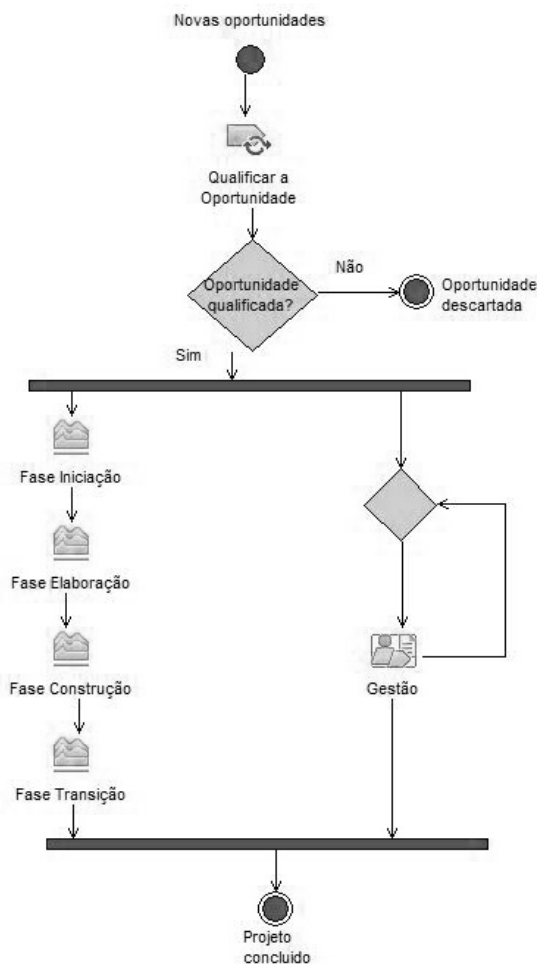 Novas oportunidades
Qualificar a
Oportunidade
Oportunidade
qualificada?
Não
Oportunidade
descartada
Sim
Fase Iniciação
Fase Elaboração
Fase Construção
Gestão
Fase Transição
Projeto
concluido